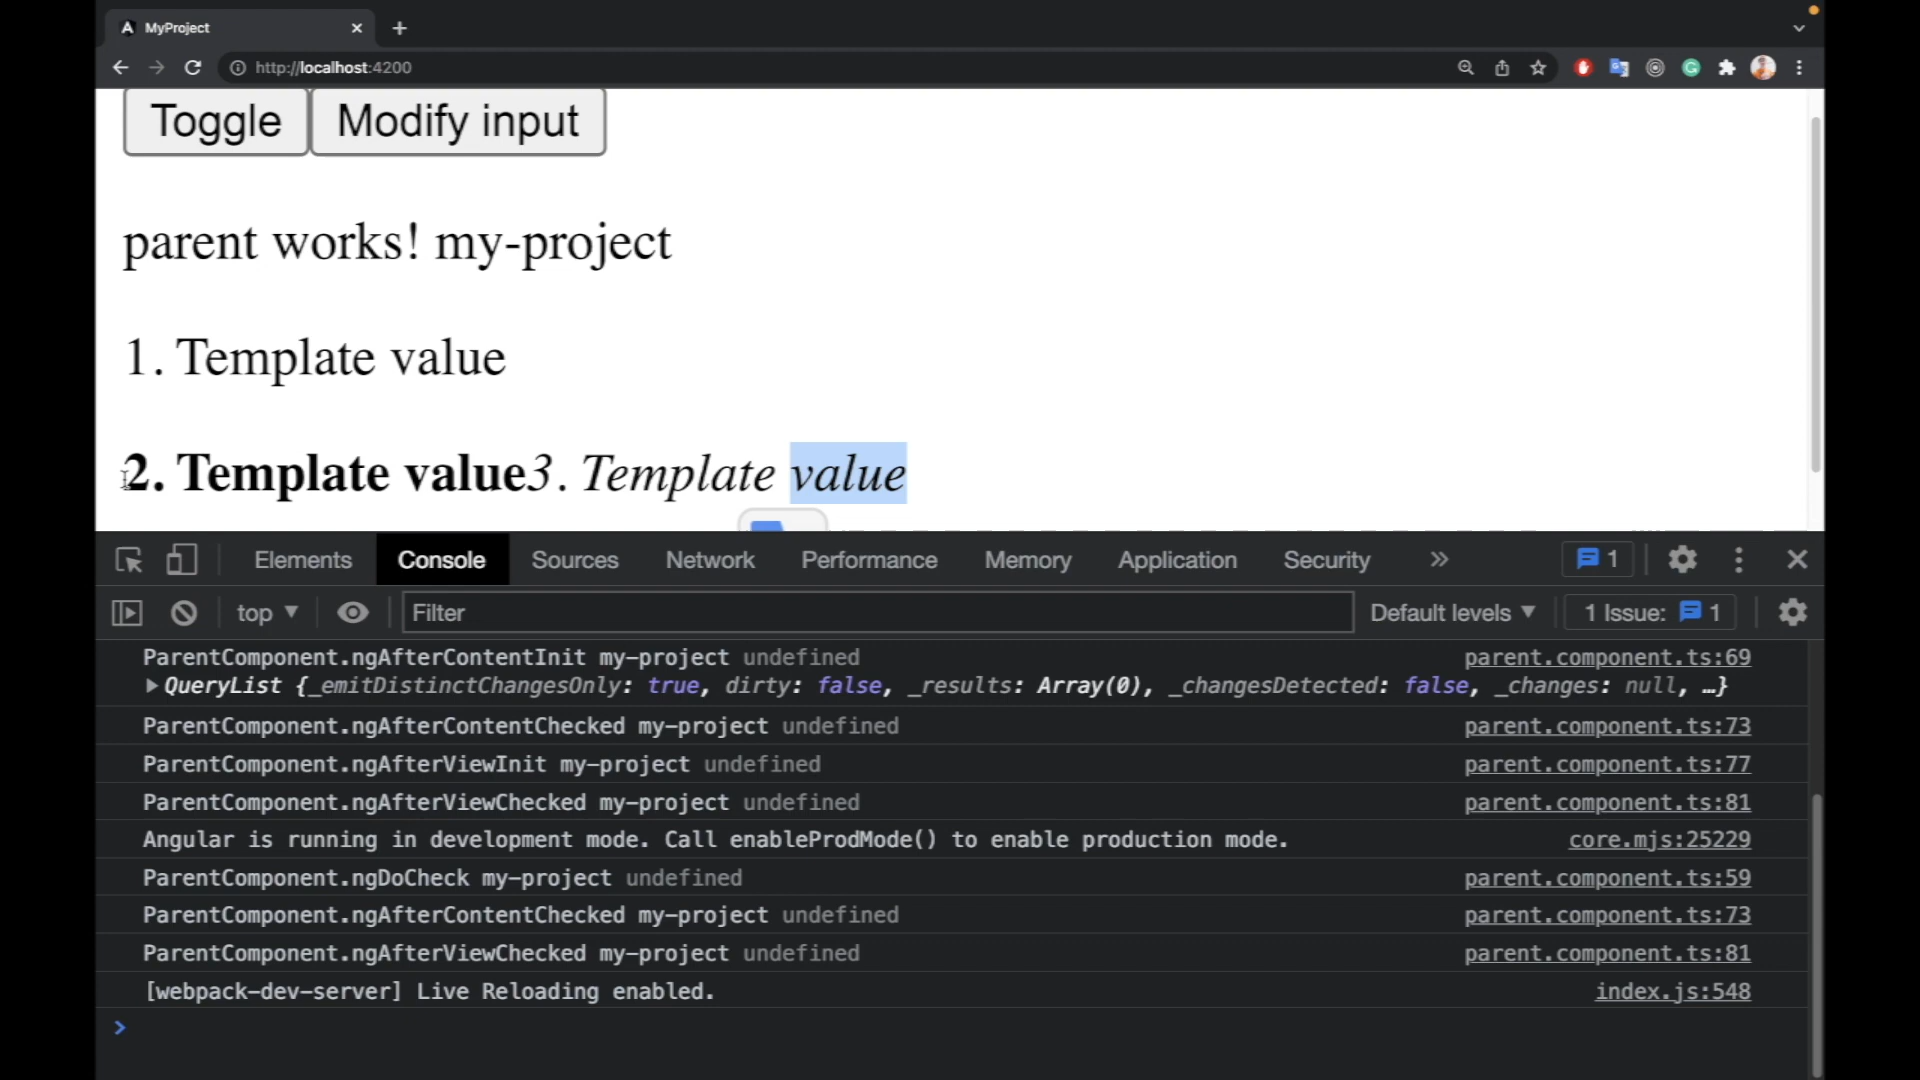 MyProject
http://localhost:4200
Toggle Modify input
parent works! my-project
1. Template value
2. Template value3. Template value
Elements Console Sources Network Performance Memory Application Security » 1
top Filter Default levels 1 Issue: 1
ParentComponent.ngAfterContentInit my-project undefined parent.component.ts:69
QueryList {_emitDistinctChangesOnly: true, dirty: false, _results: Array(0), _changesDetected: false, _changes: null, …}
ParentComponent.ngAfterContentChecked my-project undefined parent.component.ts:73
ParentComponent.ngAfterViewInit my-project undefined parent.component.ts:77
ParentComponent.ngAfterViewChecked my-project undefined parent.component.ts:81
Angular is running in development mode. Call enableProdMode() to enable production mode. core.mjs:25229
ParentComponent.ngDoCheck my-project undefined parent.component.ts:59
ParentComponent.ngAfterContentChecked my-project undefined parent.component.ts:73
ParentComponent.ngAfterViewChecked my-project undefined parent.component.ts:81
[webpack-dev-server] Live Reloading enabled. index.js:548